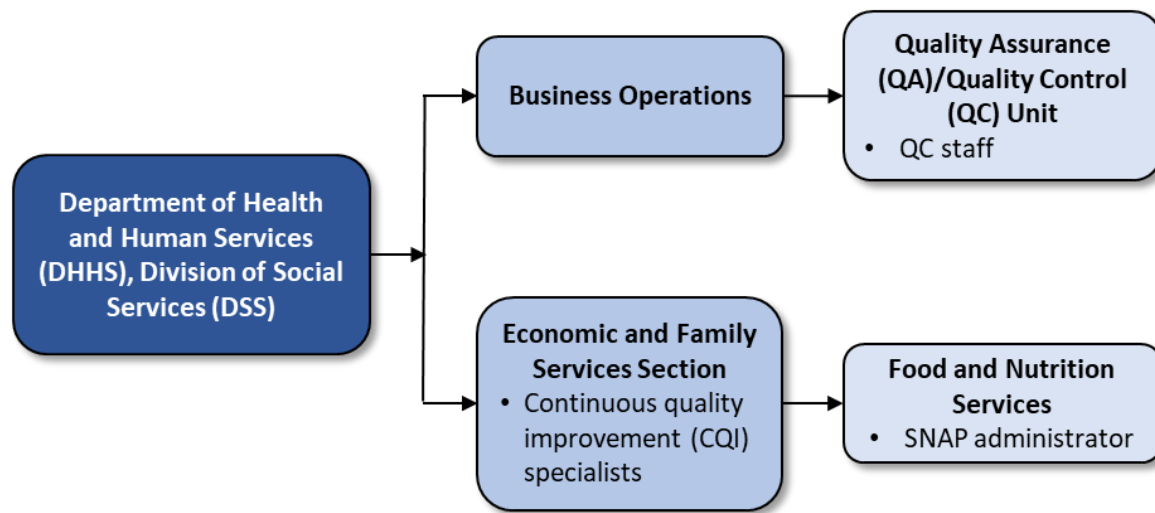 Department of Health
and Human Services
(DHHS), Division of Social
Services (DSS)
Business Operations
Quality Assurance
(QA)/Quality Control
(QC) Unit
• QC staff
Economic and Family
Services Section
• Continuous quality
improvement (CQI)
specialists
Food and Nutrition
Services
• SNAP administrator